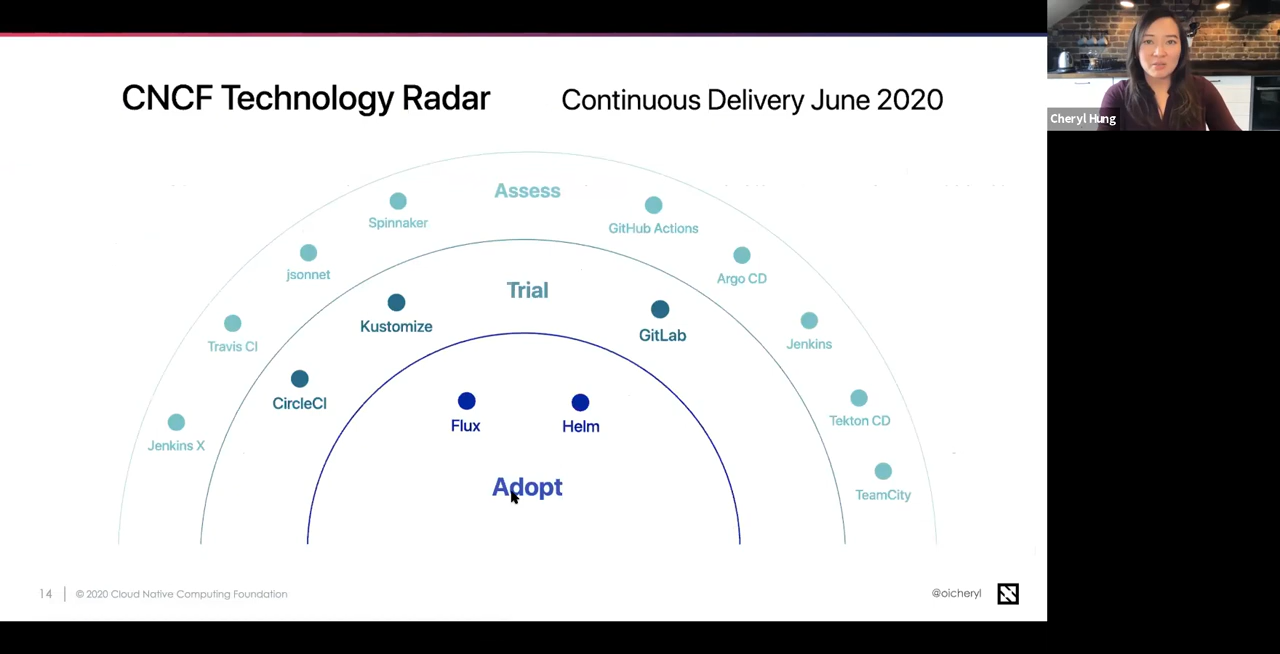 CNCF Technology Radar
Continuous Delivery June 2020
Cheryl Hung
Assess
Spinnaker
GitHub Actions
jsonnet
Argo CD
Trial
Kustomize
GitLab
Travis CI
Jenkins
CircleCI
Flux
Helm
Tekton CD
Jenkins X
Adopt
TeamCity
14
© 2020 Cloud Native Computing Foundation
@oicheryl